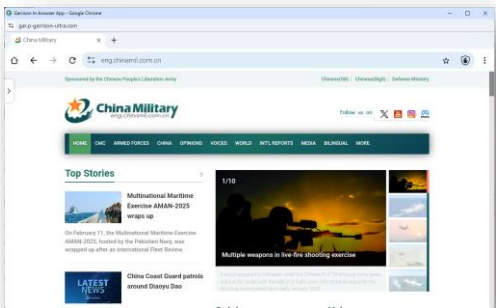 Garrison In-browser App - Google Chrome
gar.p-garrison-ultra.com
China Military
eng.chinamil.com.cn
Sponsored by the Chinese People's Liberation Army
Chinese(GB) | Chinese(Big5) | Defense Ministry
China Military
eng.chinamil.com.cn
Follow us on
HOME CMC ARMED FORCES CHINA OPINIONS VOICES WORLD INT'L REPORTS MEDIA BILINGUAL MORE
Top Stories
Multinational Maritime
Exercise AMAN-2025
wraps up
On February 11, the Multinational Maritime
Exercise AMAN-2025, hosted by the Pakistani Navy, was
wrapped up after an International Fleet Review.
LATEST
NEWS
China Coast Guard patrols
around Diaoyu Dao
1/10
Multiple weapons in live-fire shooting exercise